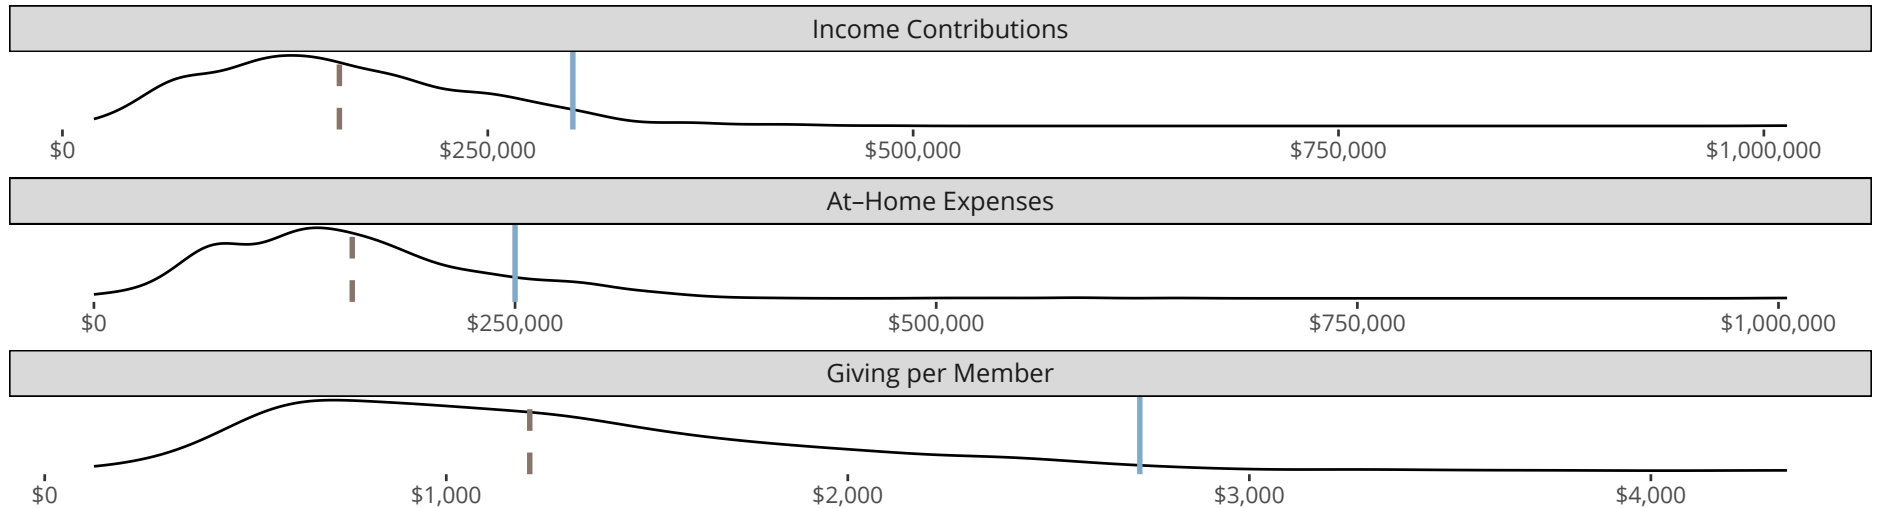 Income Contributions
$0 $250,000 $500,000 $750,000 $1,000,000
At–Home Expenses
$0 $250,000 $500,000 $750,000 $1,000,000
Giving per Member
$0 $1,000 $2,000 $3,000 $4,000